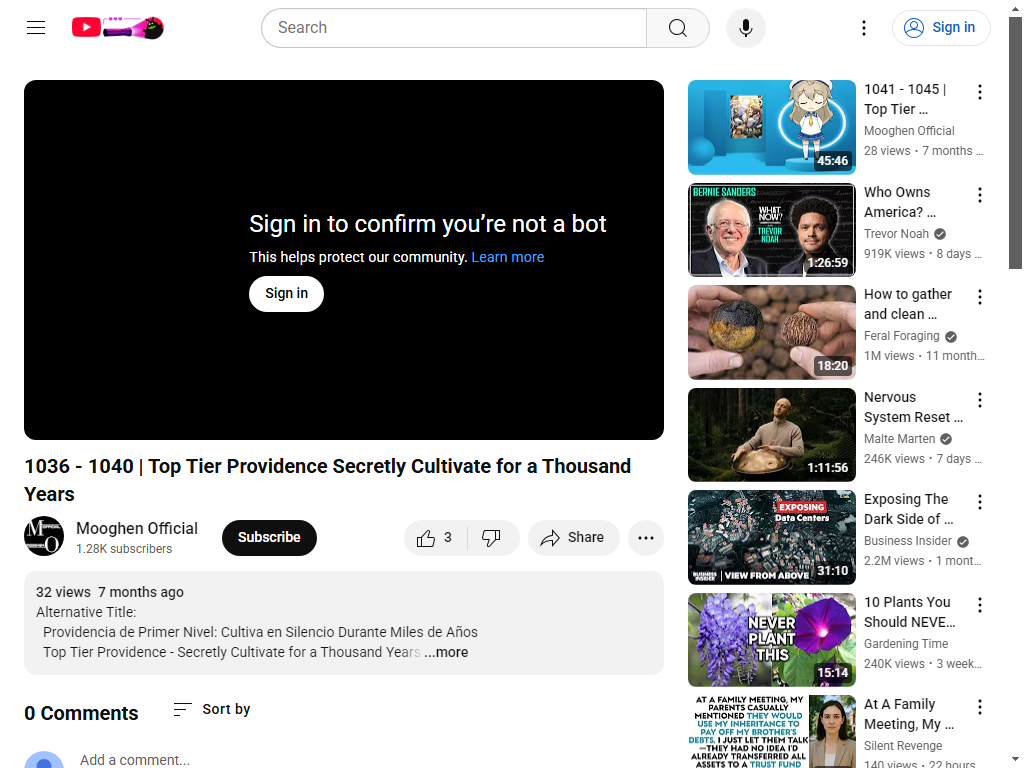 Search
Sign in
Sign in to confirm you’re not a bot
This helps protect our community. Learn more
Sign in
1036 - 1040 | Top Tier Providence Secretly Cultivate for a Thousand
Years
Mooghen Official
1.28K subscribers
Subscribe
3
Share
32 views 7 months ago
Alternative Title:
Providencia de Primer Nivel: Cultiva en Silencio Durante Miles de Años
Top Tier Providence - Secretly Cultivate for a Thousand Years ...more
0 Comments
Sort by
Add a comment...
45:46
1041 - 1045 |
Top Tier ...
Mooghen Official
28 views • 7 months ...
BERNIE SANDERS
WHAT
NOW?
TREVOR
NOAH
1:26:59
Who Owns
America? ...
Trevor Noah
919K views • 8 days ...
18:20
How to gather
and clean ...
Feral Foraging
1M views • 11 month...
1:11:56
Nervous
System Reset ...
Malte Marten
246K views • 7 days ...
EXPOSING
Data Centers
BUSINESS
INSIDER
VIEW FROM ABOVE
31:10
Exposing The
Dark Side of ...
Business Insider
2.2M views • 1 mont...
NEVER
PLANT
THIS
15:14
10 Plants You
Should NEVE...
Gardening Time
240K views • 3 week...
AT A FAMILY MEETING, MY
PARENTS CASUALLY
MENTIONED THEY WOULD
USE MY INHERITANCE TO
PAY OFF MY BROTHER'S
DEBTS. I JUST LET THEM TALK
—THEY HAD NO IDEA I'D
ALREADY TRANSFERRED ALL
ASSETS TO A TRUST FUND
At A Family
Meeting, My ...
Silent Revenge
140 views • 22 hours